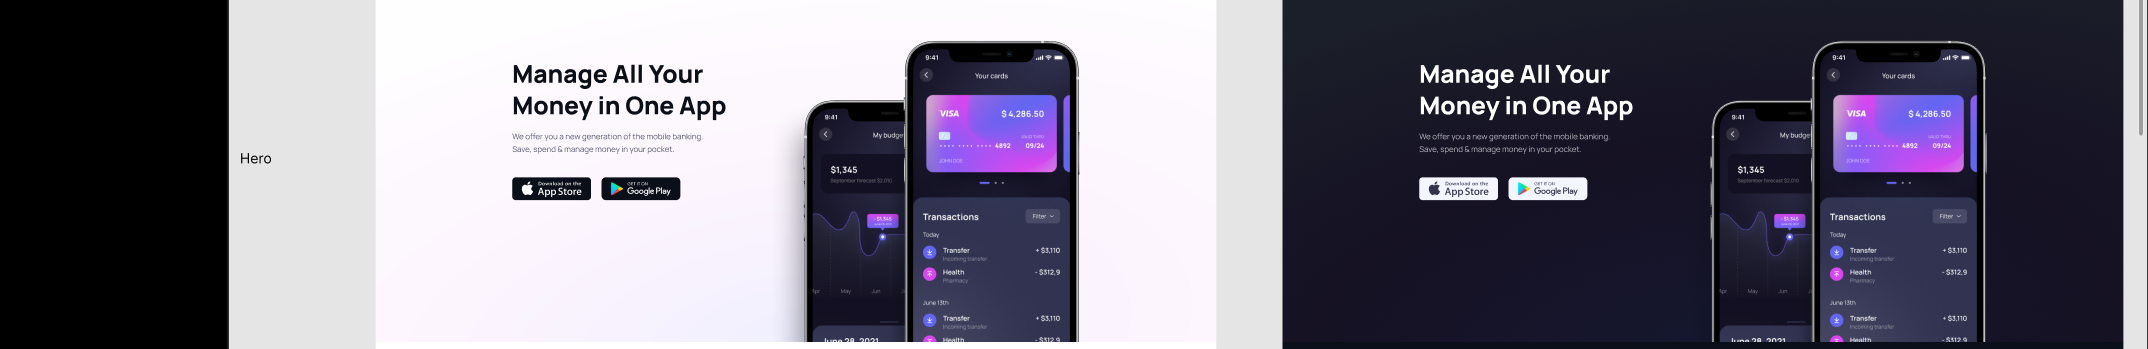 Hero
Manage All Your
Money in One App
We offer you a new generation of the mobile banking.
Save, spend & manage money in your pocket.
Download on the
App Store
GET IT ON
Google Play
9:41
My budge
$1,345
September forecast $2,010
- $1,345
Apr May Jun
June 28, 2021
9:41
Your cards
VISA
$ 4,286.50
VALID THRU
4892 09/24
JOHN DOE
Transactions
Filter
Today
Transfer
+ $3,110
Incoming transfer
Health
- $312,9
Pharmacy
June 13th
Transfer
+ $3,110
Incoming transfer
Health
- $312,9
Manage All Your
Money in One App
We offer you a new generation of the mobile banking.
Save, spend & manage money in your pocket.
Download on the
App Store
GET IT ON
Google Play
9:41
My budge
$1,345
September forecast $2,010
- $1,345
Apr May Jun
June 28, 2021
9:41
Your cards
VISA
$ 4,286.50
VALID THRU
4892 09/24
JOHN DOE
Transactions
Filter
Today
Transfer
+ $3,110
Incoming transfer
Health
- $312,9
Pharmacy
June 13th
Transfer
+ $3,110
Incoming transfer
Health
- $312,9